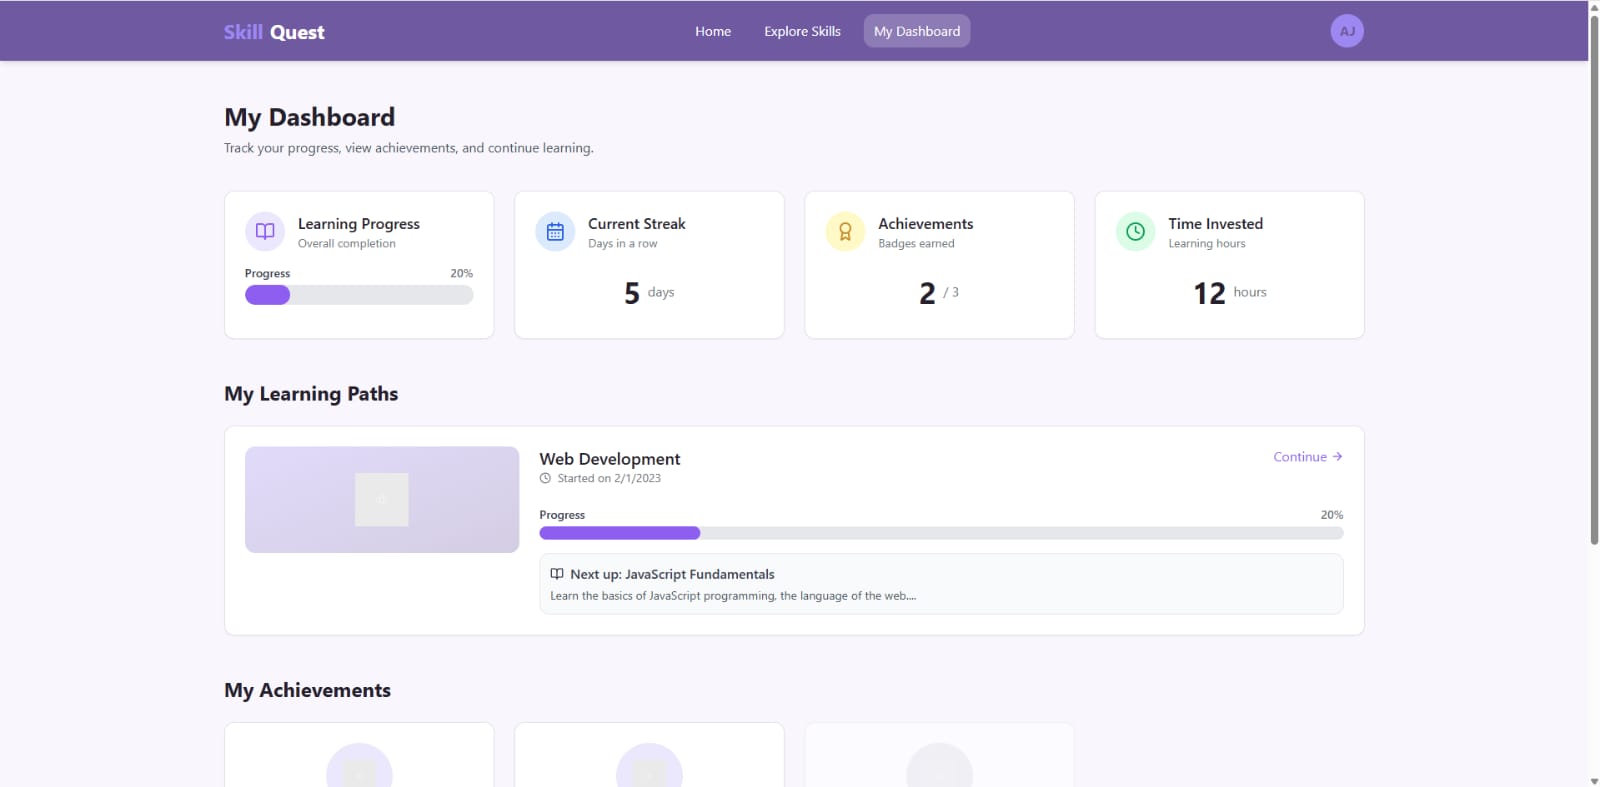 Skill Quest
Home
Explore Skills
My Dashboard
AJ
My Dashboard
Track your progress, view achievements, and continue learning.
Learning Progress
Overall completion
Progress
20%
Current Streak
Days in a row
5 days
Achievements
Badges earned
2 / 3
Time Invested
Learning hours
12 hours
My Learning Paths
Web Development
Continue →
Started on 2/1/2023
Progress
20%
Next up: JavaScript Fundamentals
Learn the basics of JavaScript programming, the language of the web....
My Achievements